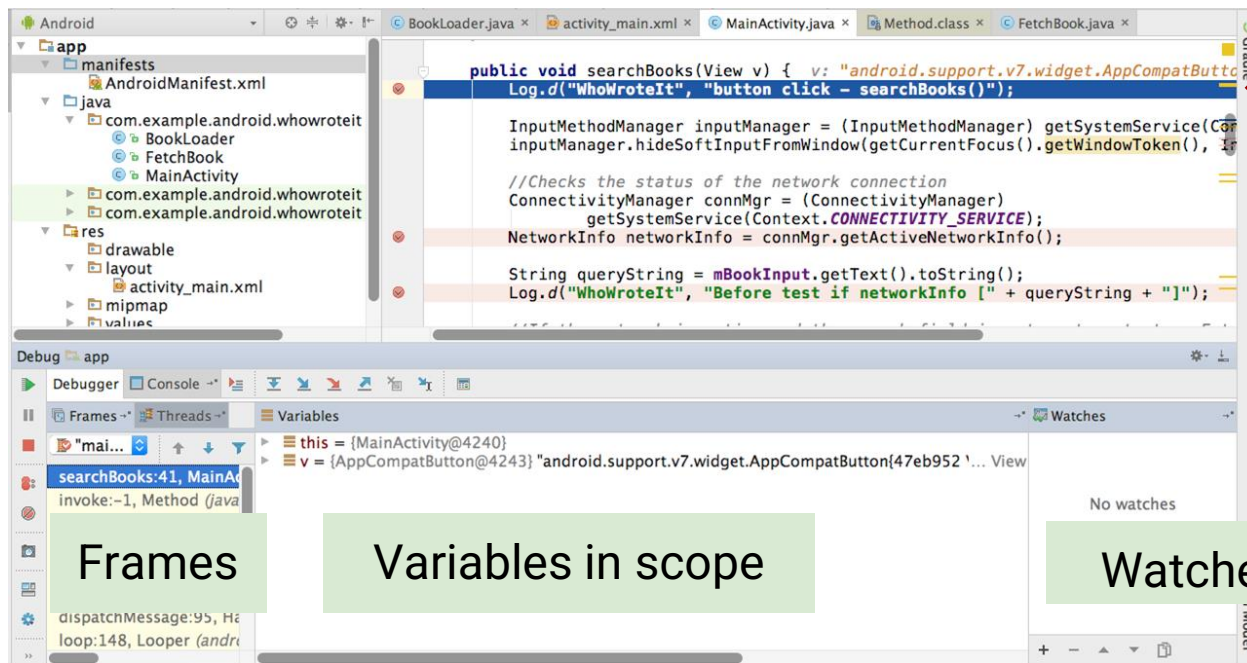 Android
BookLoader.java × activity_main.xml × MainActivity.java × Method.class × FetchBook.java ×
app
manifests
AndroidManifest.xml
java
com.example.android.whowroteit
BookLoader
FetchBook
MainActivity
com.example.android.whowroteit
com.example.android.whowroteit
res
drawable
layout
activity_main.xml
mipmap
values
public void searchBooks(View v) { v: "android.support.v7.widget.AppCompatButto
Log.d("WhoWroteIt", "button click – searchBooks()");
InputMethodManager inputManager = (InputMethodManager) getSystemService(Con
inputManager.hideSoftInputFromWindow(getCurrentFocus().getWindowToken(), In
//Checks the status of the network connection
ConnectivityManager connMgr = (ConnectivityManager)
getSystemService(Context.CONNECTIVITY_SERVICE);
NetworkInfo networkInfo = connMgr.getActiveNetworkInfo();
String queryString = mBookInput.getText().toString();
Log.d("WhoWroteIt", "Before test if networkInfo [" + queryString + "]");
Debug app
Debugger Console
Frames Threads Variables Watches
"mai...
searchBooks:41, MainAc
invoke:–1, Method (java
dispatchMessage:95, Ha
loop:148, Looper (andro
this = {MainActivity@4240}
v = {AppCompatButton@4243} "android.support.v7.widget.AppCompatButton{47eb952 V... View
No watches
Frames
Variables in scope
Watche